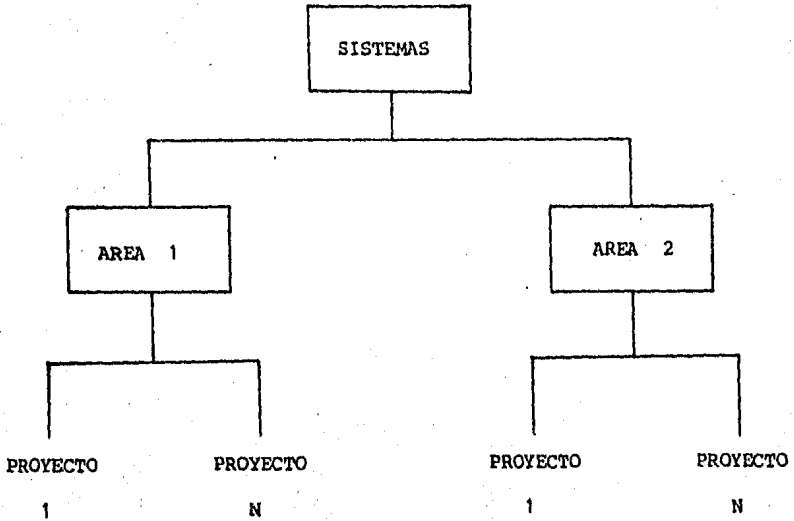 SISTEMAS
AREA 1
AREA 2
PROYECTO
1
PROYECTO
N
PROYECTO
1
PROYECTO
N